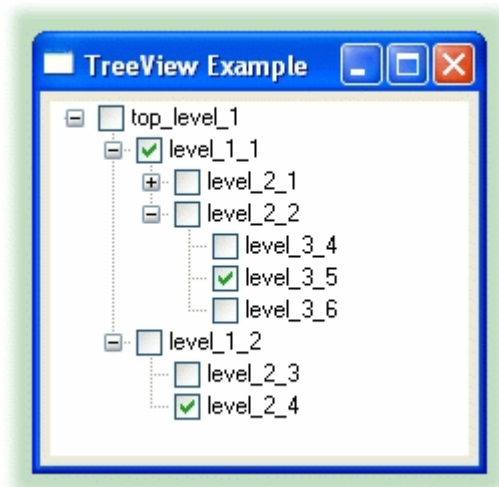 TreeView Example
top_level_1
level_1_1
level_2_1
level_2_2
level_3_4
level_3_5
level_3_6
level_1_2
level_2_3
level_2_4